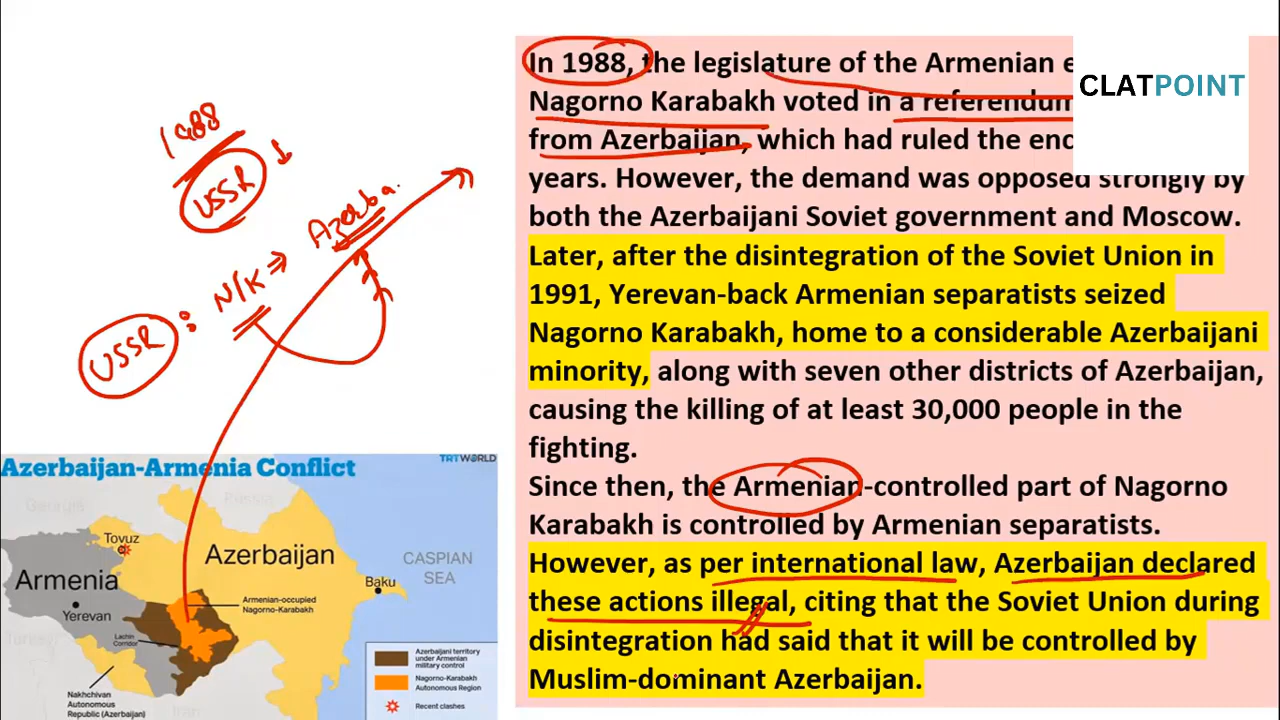 In 1988, the legislature of the Armenian
Nagorno Karabakh voted in a referendum
from Azerbaijan, which had ruled the
years. However, the demand was opposed strongly by
both the Azerbaijani Soviet government and Moscow.
Later, after the disintegration of the Soviet Union in
1991, Yerevan-back Armenian separatists seized
Nagorno Karabakh, home to a considerable Azerbaijani
minority, along with seven other districts of Azerbaijan,
causing the killing of at least 30,000 people in the
fighting.
Since then, the Armenian-controlled part of Nagorno
Karabakh is controlled by Armenian separatists.
However, as per international law, Azerbaijan declared
these actions illegal, citing that the Soviet Union during
disintegration had said that it will be controlled by
Muslim-dominant Azerbaijan.
CLATPOINT
1988
USSR
Azerba.
N/K
USSR
Azerbaijan-Armenia Conflict
TRTWORLD
Georgia
Russia
Tovuz
Azerbaijan
CASPIAN
SEA
Armenia
Baku
Yerevan
Armenian-occupied
Nagorno-Karabakh
Lachin
Corridor
Turkey
Azerbaijani territory
under Armenian
military control
Nagorno-Karabakh
Autonomous Region
Recent clashes
Nakhchivan
Autonomous
Republic (Azerbaijan)
Iran